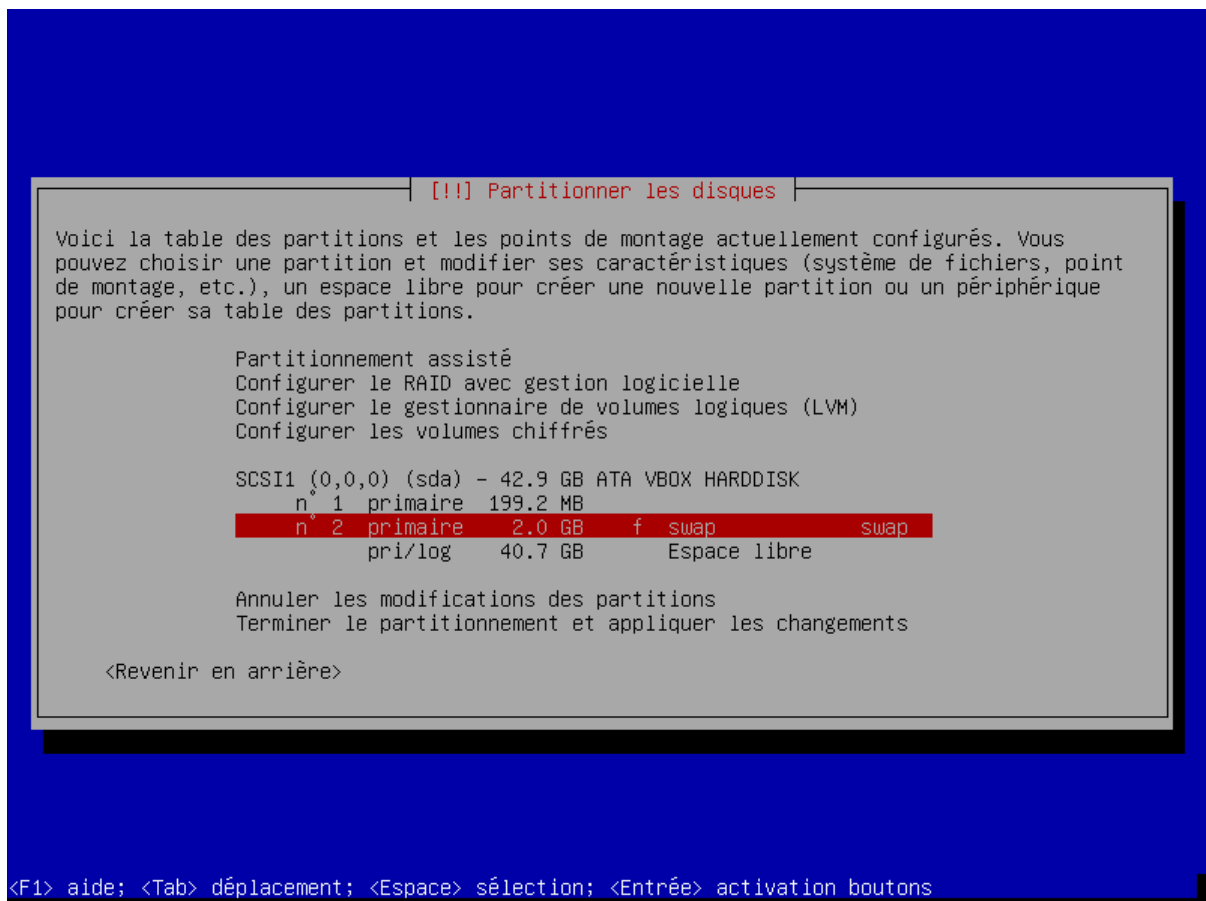 [!!] Partitionner les disques
Voici la table des partitions et les points de montage actuellement configurés. Vous
pouvez choisir une partition et modifier ses caractéristiques (système de fichiers, point
de montage, etc.), un espace libre pour créer une nouvelle partition ou un périphérique
pour créer sa table des partitions.
Partitionnement assisté
Configurer le RAID avec gestion logicielle
Configurer le gestionnaire de volumes logiques (LVM)
Configurer les volumes chiffrés
SCSI1 (0,0,0) (sda) – 42.9 GB ATA VBOX HARDDISK
n° 1 primaire 199.2 MB
n° 2 primaire 2.0 GB f swap swap
pri/log 40.7 GB Espace libre
Annuler les modifications des partitions
Terminer le partitionnement et appliquer les changements
<Revenir en arrière>
<F1> aide; <Tab> déplacement; <Espace> sélection; <Entrée> activation boutons